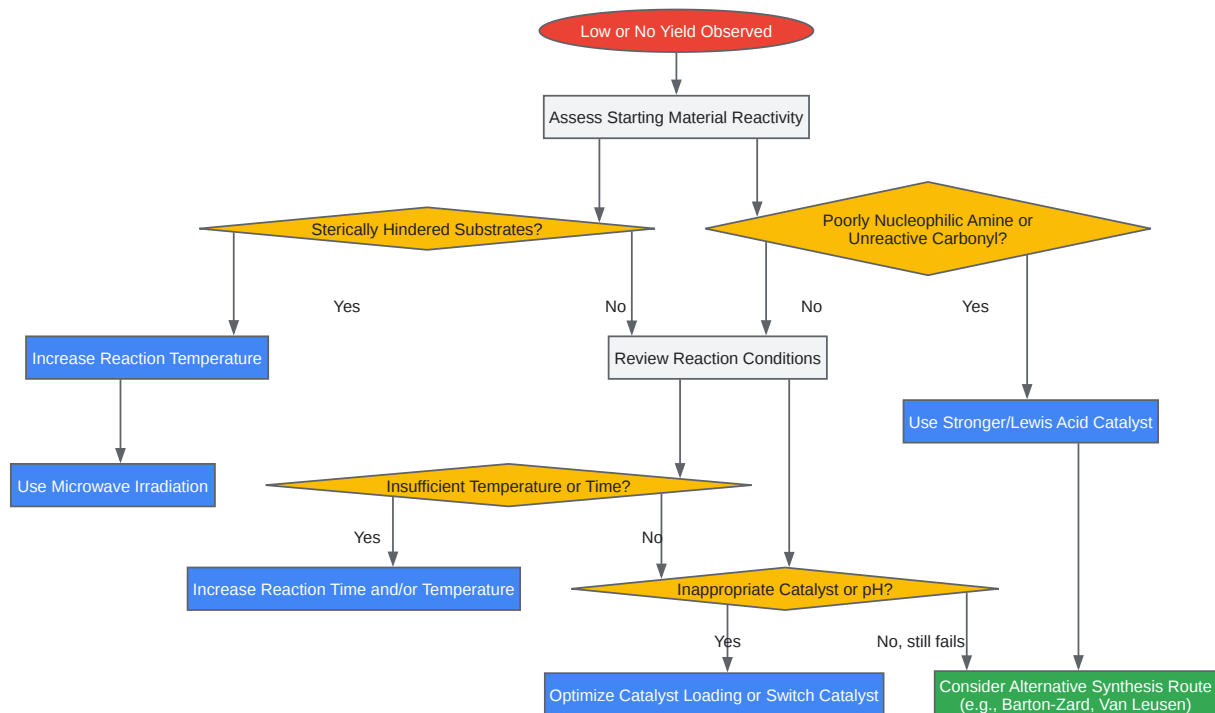 Low or No Yield Observed
Assess Starting Material Reactivity
Sterically Hindered Substrates?
Poorly Nucleophilic Amine or
Unreactive Carbonyl?
Yes
No
No
Yes
Increase Reaction Temperature
Review Reaction Conditions
Use Stronger/Lewis Acid Catalyst
Use Microwave Irradiation
Insufficient Temperature or Time?
Yes
No
Increase Reaction Time and/or Temperature
Inappropriate Catalyst or pH?
Yes
No, still fails
Optimize Catalyst Loading or Switch Catalyst
Consider Alternative Synthesis Route
(e.g., Barton-Zard, Van Leusen)